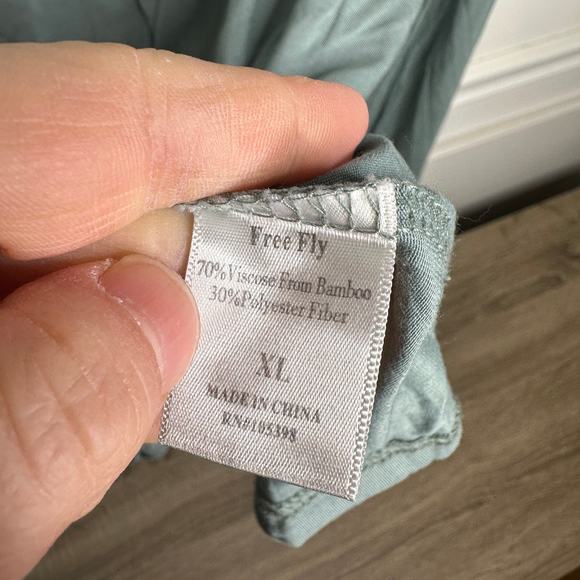 Free Fly
70%Viscose From Bamboo
30%Polyester Fiber
XL
MADE IN CHINA
RN#105398